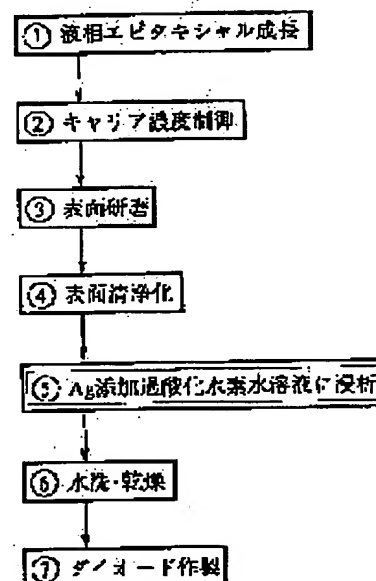 ① 液相エピタキシャル成長
② キャリア濃度制御
③ 表面研磨
④ 表面清浄化
⑤ Ag添加過酸化水素水溶液に浸析
⑥ 水洗・乾燥
⑦ ダイオード作製